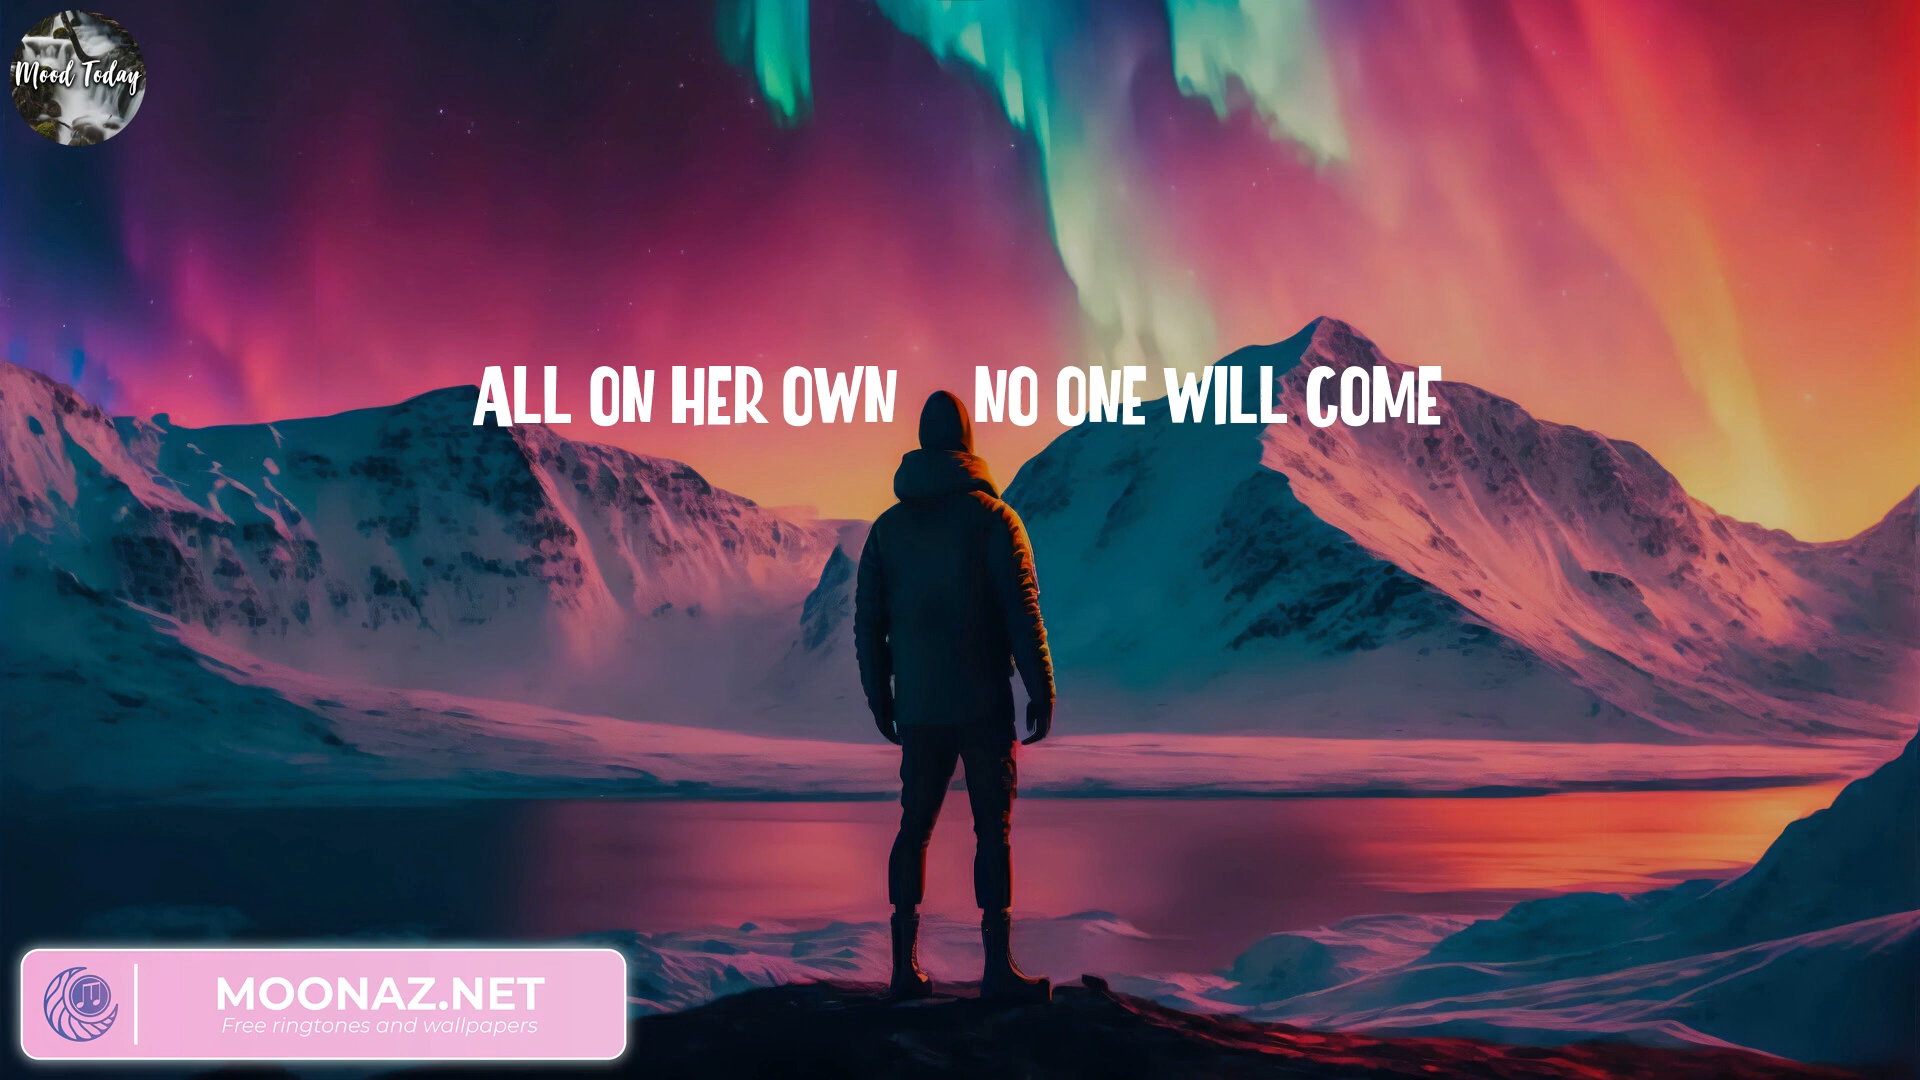 Mood Today
ALL ON HER OWN NO ONE WILL COME
MOONAZ.NET
Free ringtones and wallpapers